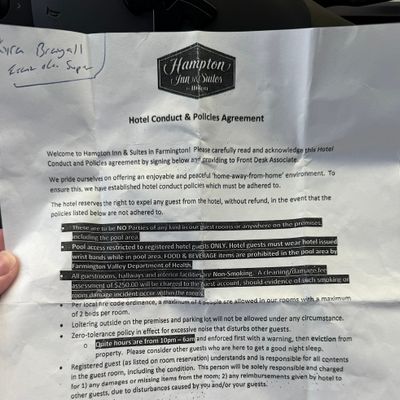 Hampton
Inn & Suites
by Hilton
Hotel Conduct & Policies Agreement
Welcome to Hampton Inn & Suites in Farmington! Please carefully read and acknowledge this Hotel
Conduct and Policies agreement by signing below and providing to Front Desk Associate.
We pride ourselves on offering an enjoyable and peaceful 'home-away-from-home' environment. To
ensure this, we have established hotel conduct policies which must be adhered to.
The hotel reserves the right to expel any guest from the hotel, without refund, in the event that the
policies listed below are not adhered to.
• There are to be NO Parties of any kind in our guest rooms or anywhere on the premises,
including the pool area.
• Pool access restricted to registered hotel guests ONLY. Hotel guests must wear hotel issued
wrist bands while in pool area. FOOD & BEVERAGE items are prohibited in the pool area by
Farmington Valley Department of Health.
• All guestrooms, hallways and interior facilities are Non-Smoking. A cleaning/damage fee
assessment of $250.00 will be charged to the guest account, should evidence of such smoking or
room damage incident occur within the room.
• Per local fire code ordinance, a maximum of people are allowed in our rooms with a maximum
of 2 beds per room.
• Loitering outside on the premises and parking lot will not be allowed under any circumstance.
• Zero-tolerance policy in effect for excessive noise that disturbs other guests.
o Quite hours are from 10pm – 6am and enforced first with a warning, then eviction from
property. Please consider other guests who are here to get a good night sleep.
• Registered guest (as listed on room reservation) understands and is responsible for all contents
in the guest room, including the condition. This person will be solely responsible and charged
for 1) any damages or missing items from the room; 2) any reimbursements given by hotel to
other guests, due to disturbances caused by you and/or your guests.